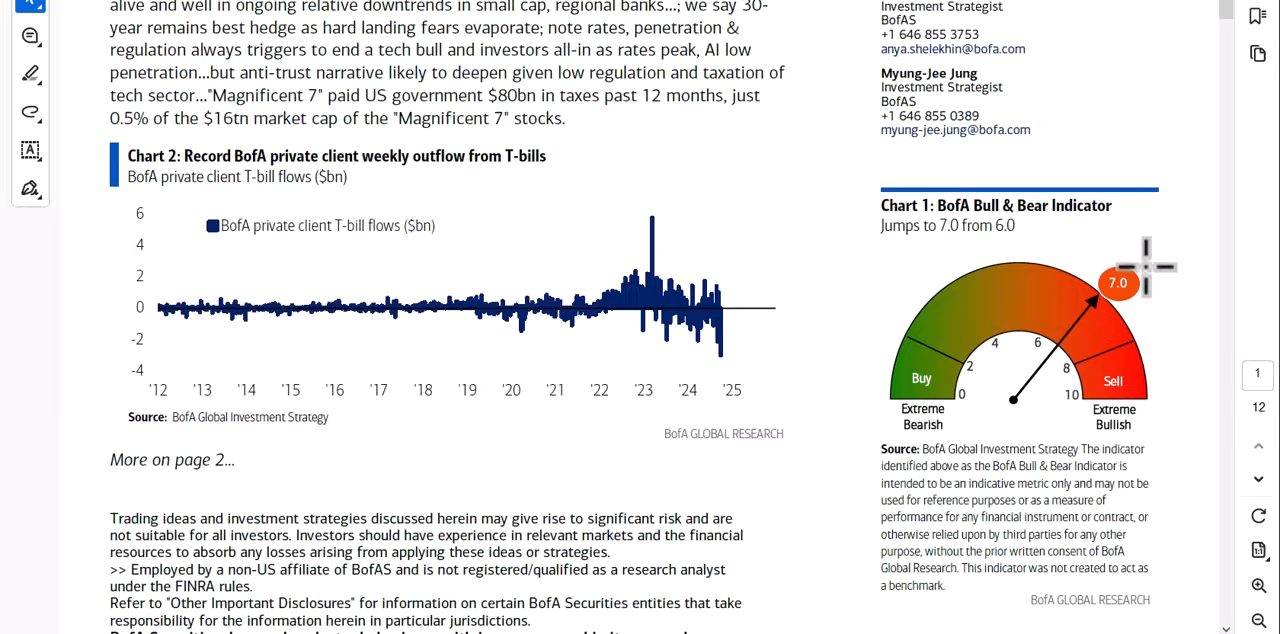 alive and well in ongoing relative downtrends in small cap, regional banks...; we say 30-
year remains best hedge as hard landing fears evaporate; note rates, penetration &
regulation always triggers to end a tech bull and investors all-in as rates peak, AI low
penetration...but anti-trust narrative likely to deepen given low regulation and taxation of
tech sector..."Magnificent 7" paid US government $80bn in taxes past 12 months, just
0.5% of the $16tn market cap of the "Magnificent 7" stocks.
Chart 2: Record BofA private client weekly outflow from T-bills
BofA private client T-bill flows ($bn)
BofA private client T-bill flows ($bn)
6
4
2
0
-2
-4
'12 '13 '14 '15 '16 '17 '18 '19 '20 '21 '22 '23 '24 '25
Source: BofA Global Investment Strategy
BofA GLOBAL RESEARCH
More on page 2...
Trading ideas and investment strategies discussed herein may give rise to significant risk and are
not suitable for all investors. Investors should have experience in relevant markets and the financial
resources to absorb any losses arising from applying these ideas or strategies.
>> Employed by a non-US affiliate of BofAS and is not registered/qualified as a research analyst
under the FINRA rules.
Refer to "Other Important Disclosures" for information on certain BofA Securities entities that take
responsibility for the information herein in particular jurisdictions.
Investment Strategist
BofAS
+1 646 855 3753
anya.shelekhin@bofa.com
Myung-Jee Jung
Investment Strategist
BofAS
+1 646 855 0389
myung-jee.jung@bofa.com
Chart 1: BofA Bull & Bear Indicator
Jumps to 7.0 from 6.0
7.0
4 6
2 8
0 10
Buy Sell
Extreme
Bearish
Extreme
Bullish
Source: BofA Global Investment Strategy The indicator
identified above as the BofA Bull & Bear Indicator is
intended to be an indicative metric only and may not be
used for reference purposes or as a measure of
performance for any financial instrument or contract, or
otherwise relied upon by third parties for any other
purpose, without the prior written consent of BofA
Global Research. This indicator was not created to act as
a benchmark.
BofA GLOBAL RESEARCH
1
12
1:1